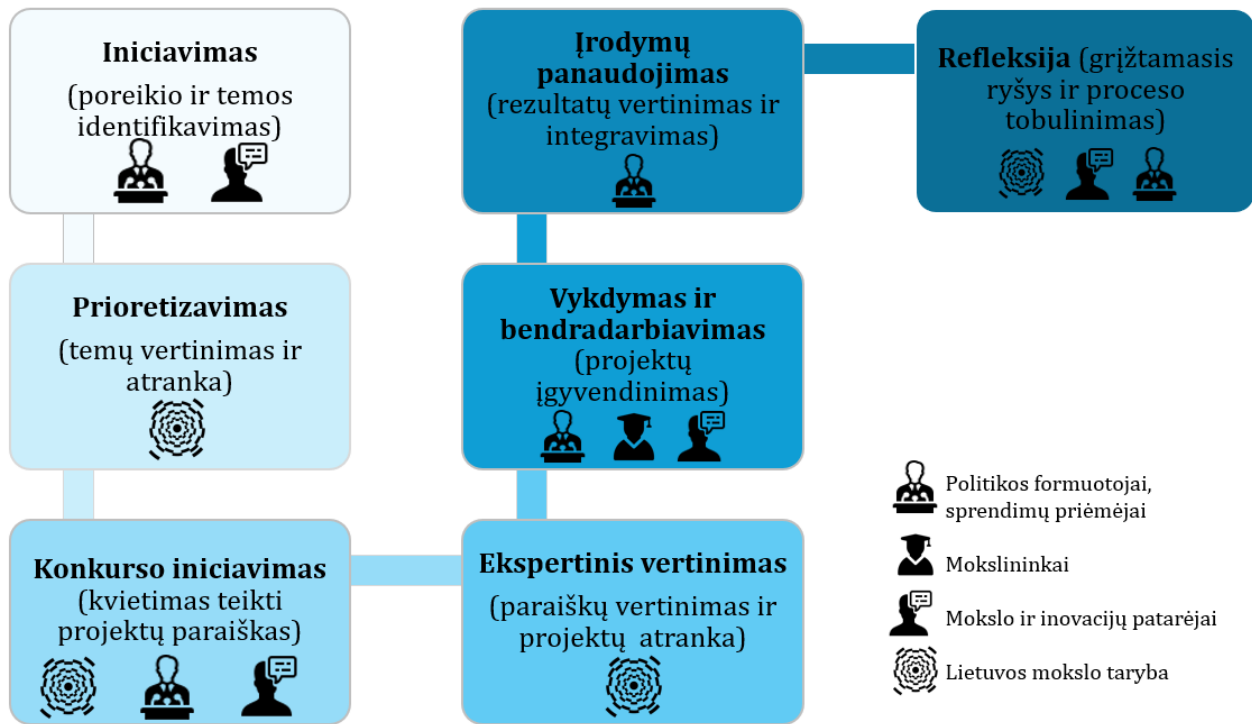 Iniciavimas
(poreikio ir temos
identifikavimas)
Prioretizavimas
(temų vertinimas ir
atranka)
Konkurso iniciavimas
(kvietimas teikti
projektų paraiškas)
Ekspertinis vertinimas
(paraiškų vertinimas ir
projektų atranka)
Vykdymas ir
bendradarbiavimas
(projektų
įgyvendinimas)
Įrodymų
panaudojimas
(rezultatų vertinimas ir
integravimas)
Refleksija (grįžtamasis
ryšys ir proceso
tobulinimas)
Politikos formuotojai,
sprendimų priėmėjai
Mokslininkai
Mokslo ir inovacijų patarėjai
Lietuvos mokslo taryba